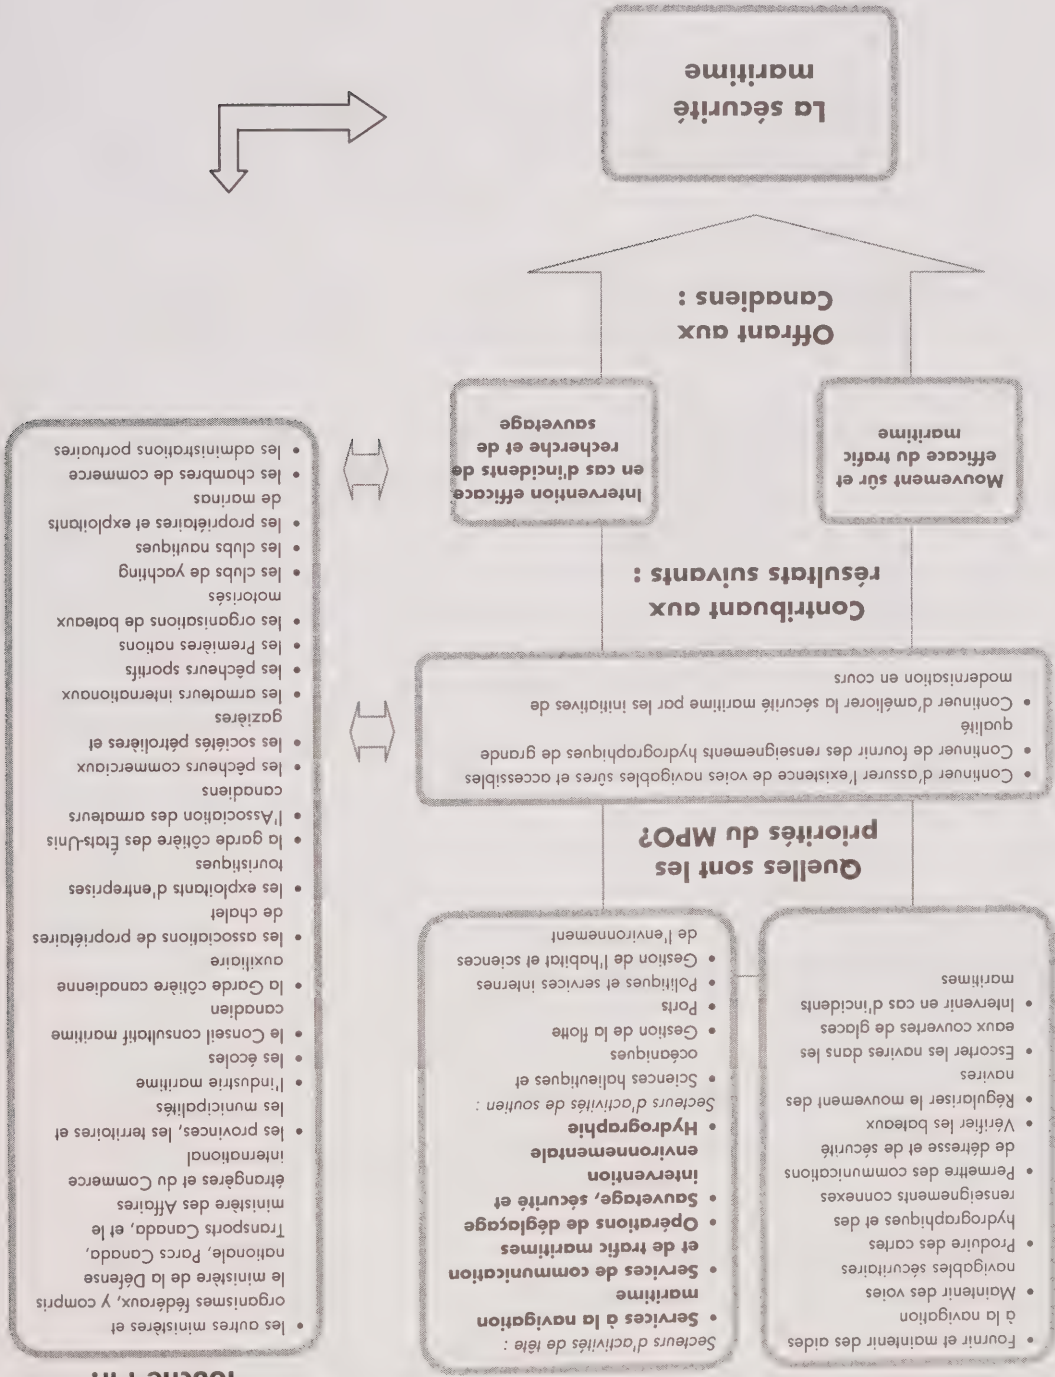 • Fournir et maintenir des aides
à la navigation
• Maintenir des voies
navigables sécuritaires
• Produire des cartes
hydrographiques et des
renseignements connexes
• Permettre des communications
de détresse et de sécurité
• Vérifier les bateaux
• Régulariser le mouvement des
navires
• Escorter les navires dans les
eaux couvertes de glaces
• Intervenir en cas d'incidents
maritimes
Secteurs d'activités de tête :
• Services à la navigation
maritime
• Services de communication
et de trafic maritimes
• Opérations de déglaçage
• Sauvetage, sécurité et
intervention
environnementale
• Hydrographie
Secteurs d'activités de soutien :
• Sciences halieutiques et
océaniques
• Gestion de la flotte
• Ports
• Politiques et services internes
• Gestion de l'habitat et sciences
de l'environnement
• les autres ministères et
organismes fédéraux, y compris
le ministère de la Défense
nationale, Parcs Canada,
Transports Canada, et le
ministère des Affaires
étrangères et du Commerce
international
• les provinces, les territoires et
les municipalités
• l'industrie maritime
• les écoles
• le Conseil consultatif maritime
canadien
• la Garde côtière canadienne
auxiliaire
• les associations de propriétaires
de chalet
• les exploitants d'entreprises
touristiques
• la garde côtière des États-Unis
• l'Association des armateurs
canadiens
• les pêcheurs commerciaux
• les sociétés pétrolières et
gazières
• les armateurs internationaux
• les pêcheurs sportifs
• les Premières nations
• les organisations de bateaux
motorisés
• les clubs de yachting
• les clubs nautiques
• les propriétaires et exploitants
de marinas
• les chambres de commerce
• les administrations portuaires
Quelles sont les
priorités du MPO?
• Continuer d'assurer l'existence de voies navigables sûres et accessibles
• Continuer de fournir des renseignements hydrographiques de grande
qualité
• Continuer d'améliorer la sécurité maritime par les initiatives de
modernisation en cours
Contribuant aux
résultats suivants :
Mouvement sûr et
efficace du trafic
maritime
Intervention efficace
en cas d'incidents de
recherche et de
sauvetage
Offrant aux
Canadiens :
La sécurité
maritime